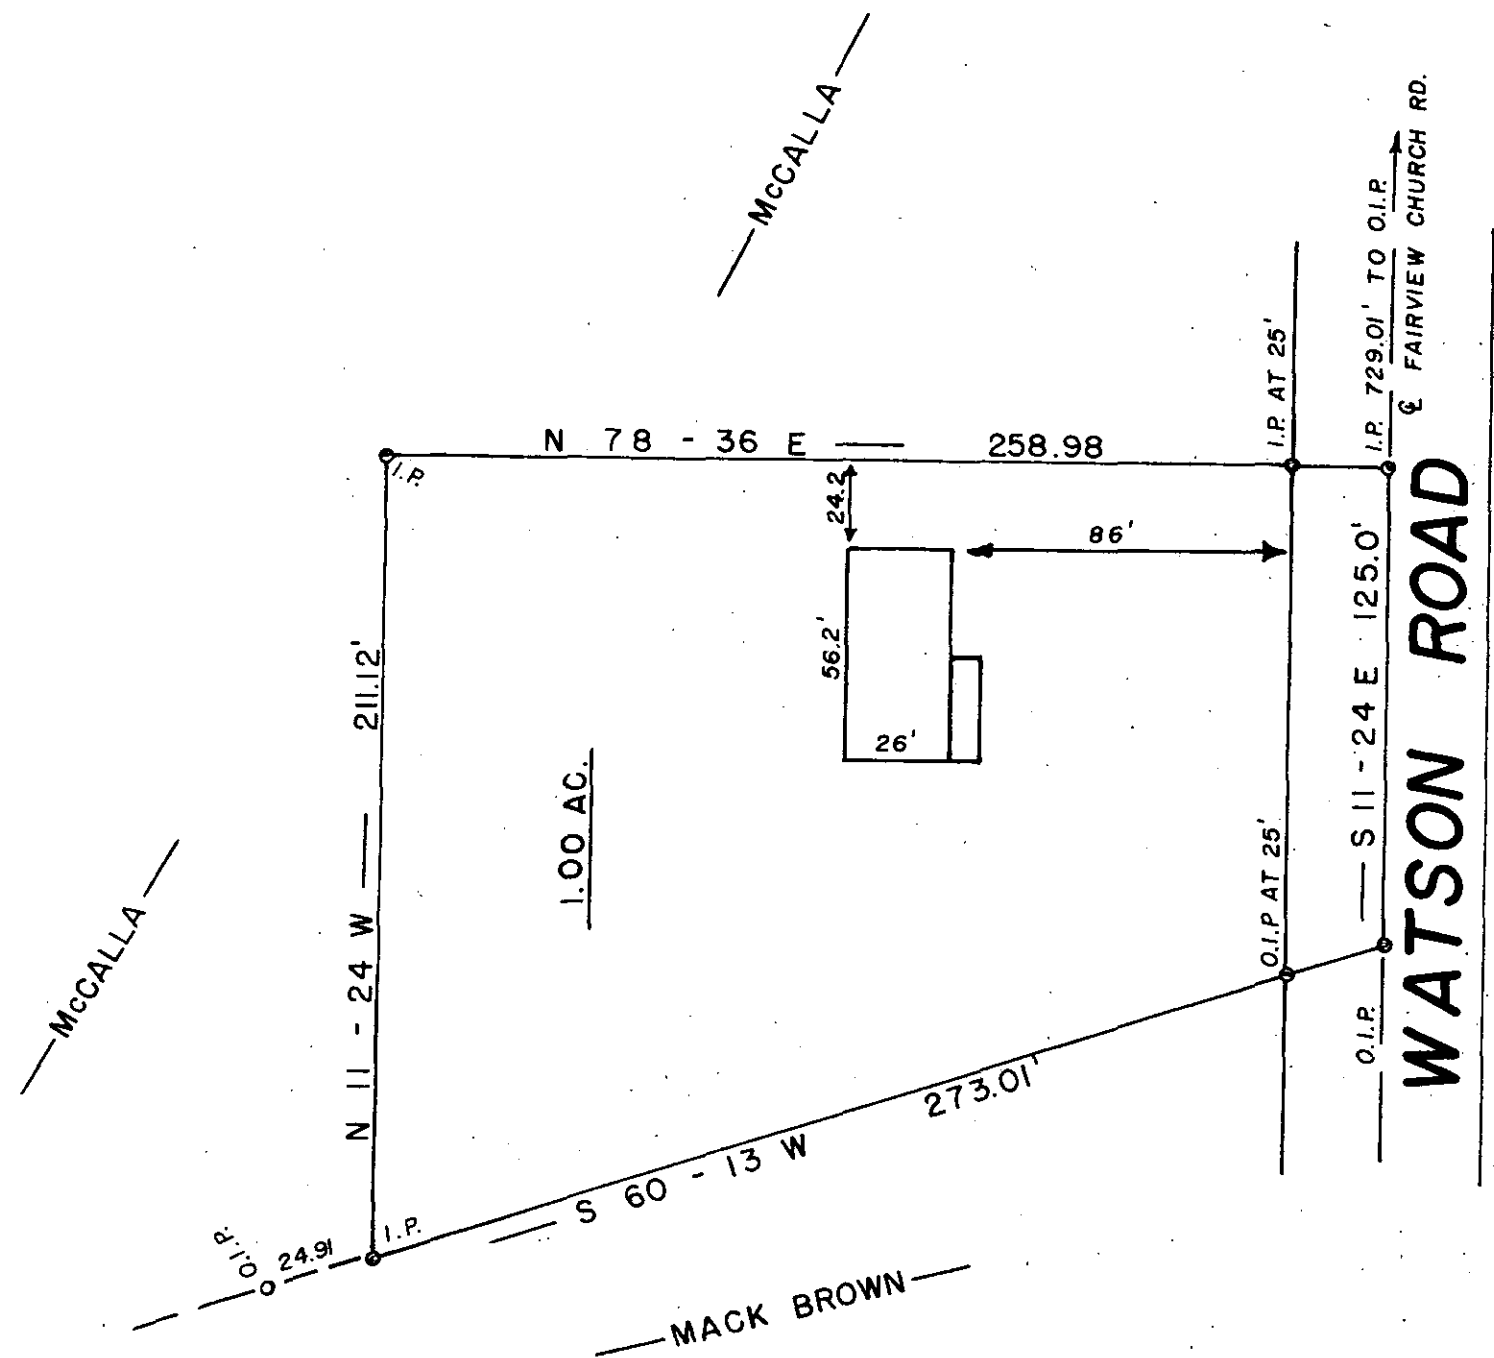 McCALLA
I.P. AT 25'
I.P. 729.01' TO O.I.P.
℄ FAIRVIEW CHURCH RD.
N 78 - 36 E 258.98
I.P.
24.2
86'
56.2'
26'
211.12'
N 11 - 24 W
1.00 AC.
S 11 - 24 E 125.0'
WATSON ROAD
McCALLA
O.I.P AT 25'
O.I.P.
273.01'
S 60 - 13 W
I.P.
O.I.P.
24.91
MACK BROWN